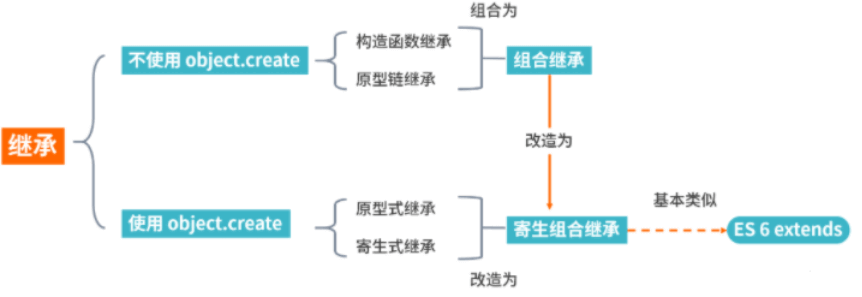 组合为
不使用 object.create
构造函数继承
原型链继承
组合继承
继承
改造为
使用 object.create
原型式继承
寄生式继承
寄生组合继承
基本类似
ES 6 extends
改造为